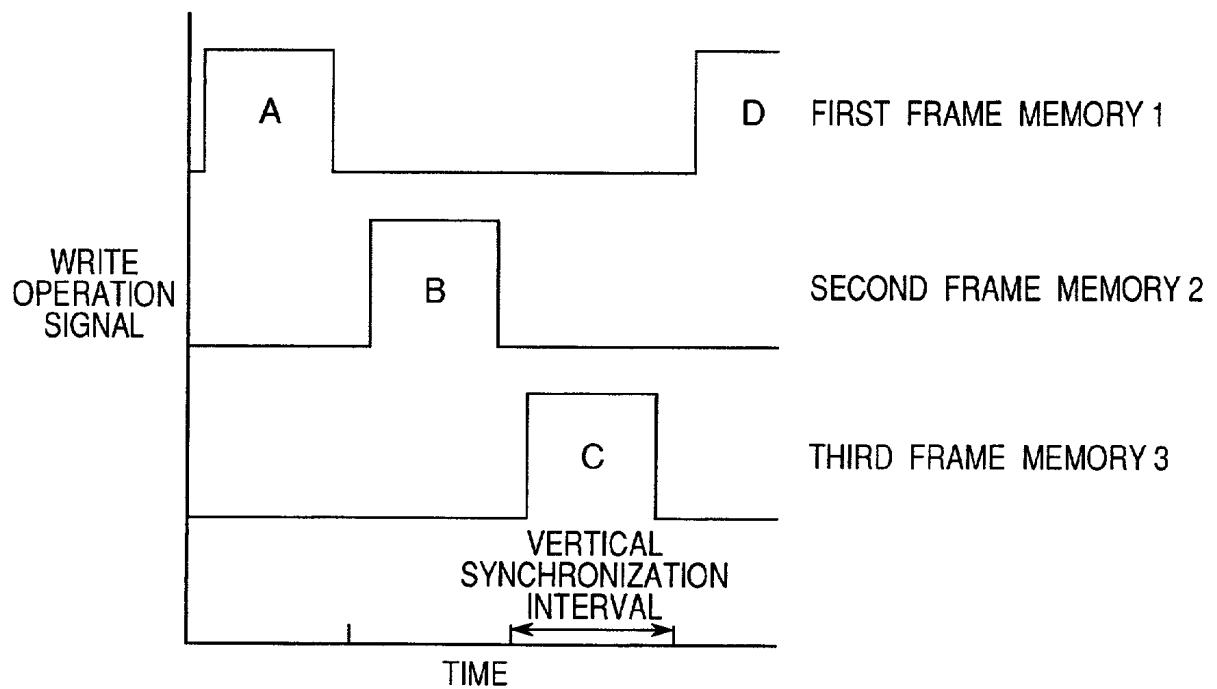 A
D FIRST FRAME MEMORY 1
WRITE
OPERATION
SIGNAL
B
SECOND FRAME MEMORY 2
C
THIRD FRAME MEMORY 3
VERTICAL
SYNCHRONIZATION
INTERVAL
TIME